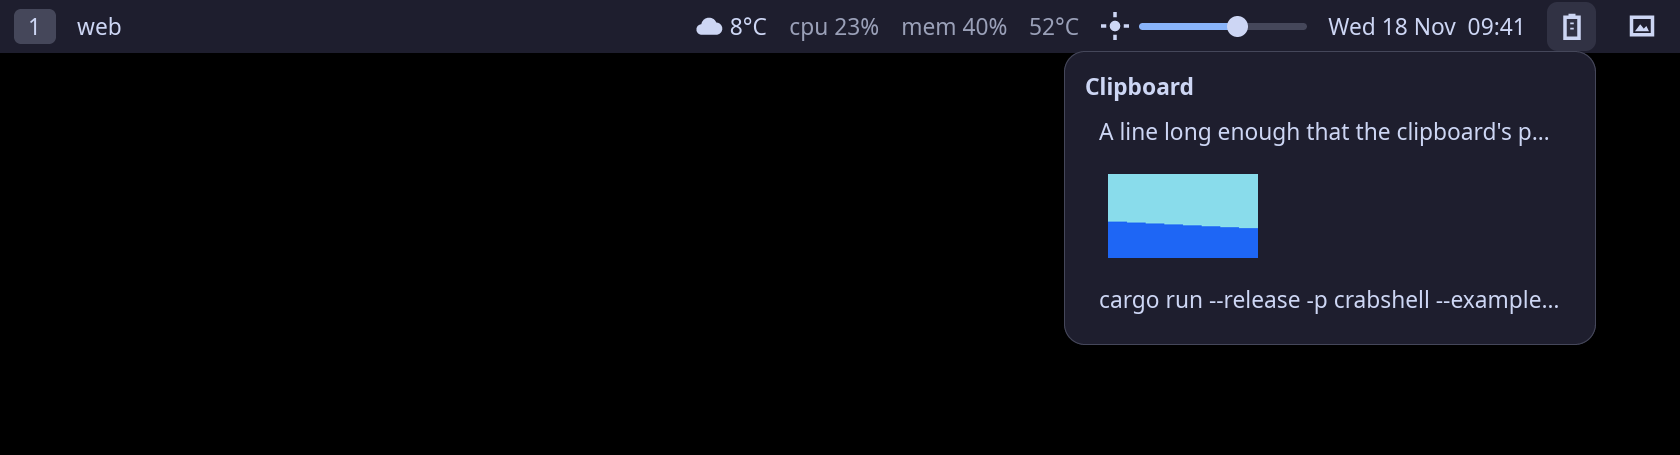 1 web 8°C cpu 23% mem 40% 52°C Wed 18 Nov 09:41
Clipboard
A line long enough that the clipboard's p...
cargo run --release -p crabshell --example...